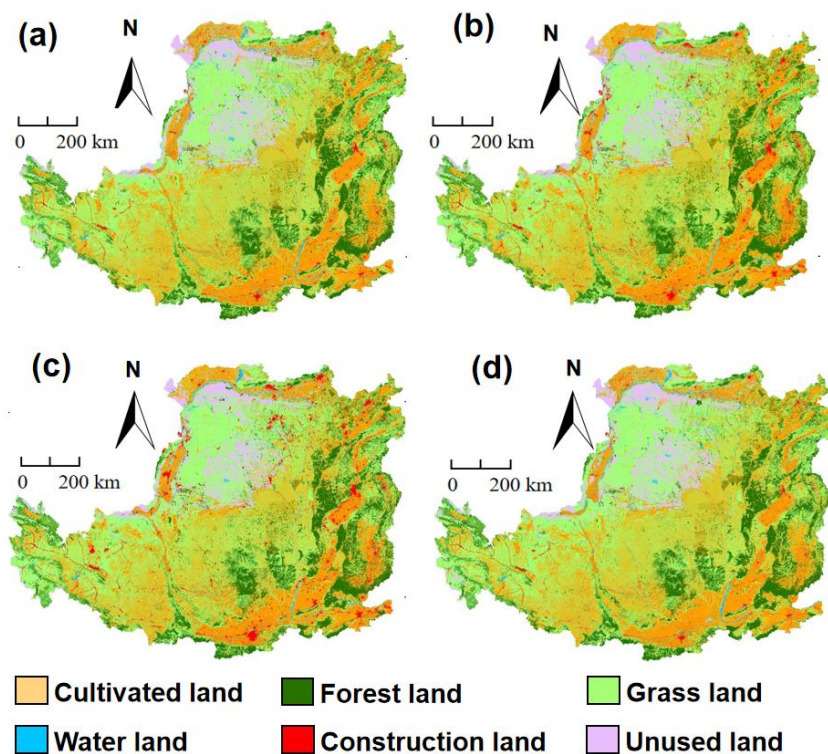 (a)
N
0 200 km
(b)
N
0 200 km
(c)
N
0 200 km
(d)
N
0 200 km
Cultivated land Forest land Grass land
Water land Construction land Unused land